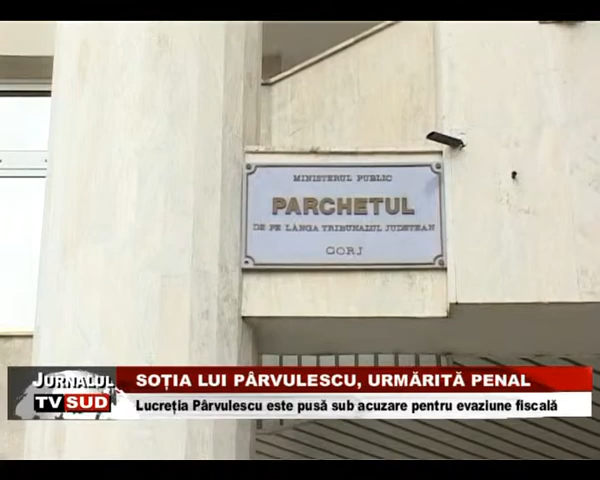 MINISTERUL PUBLIC
PARCHETUL
DE PE LÂNGA TRIBUNALUL JUDETEAN
GORJ
JURNALUL
TV SUD
SOȚIA LUI PÂRVULESCU, URMĂRITĂ PENAL
Lucreția Pârvulescu este pusă sub acuzare pentru evaziune fiscală